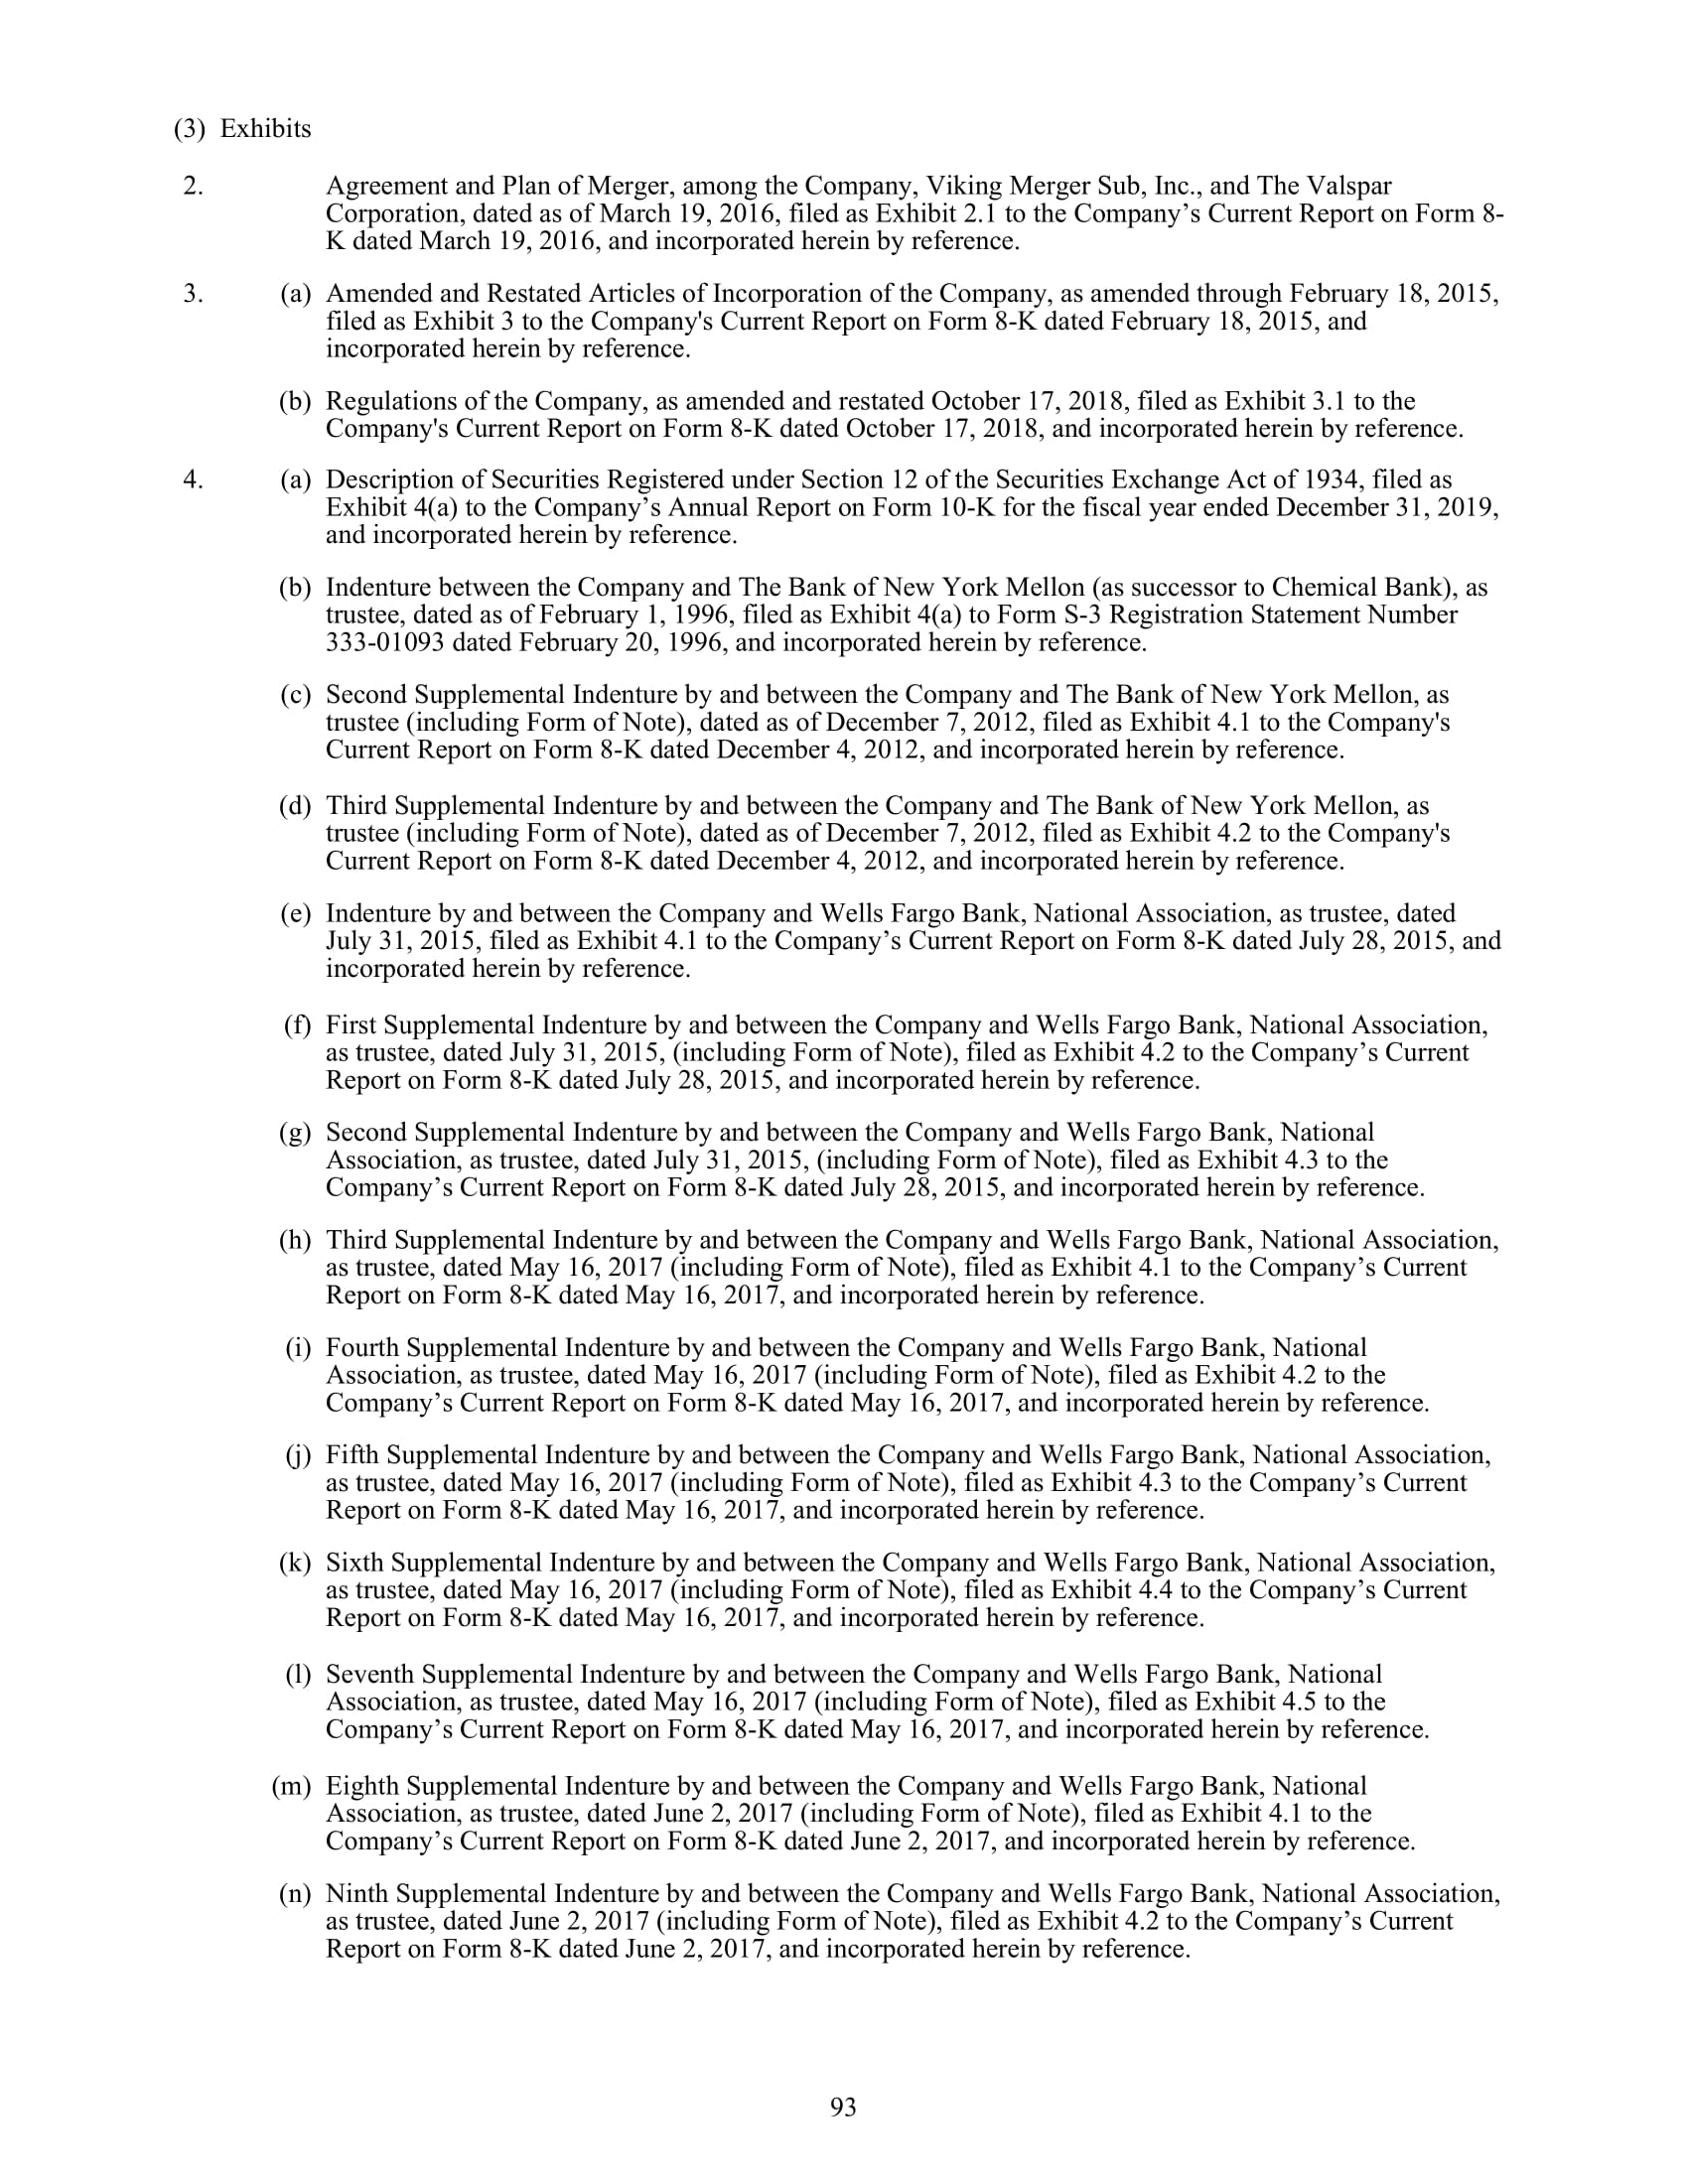 (3) Exhibits
2. Agreement and Plan of Merger, among the Company, Viking Merger Sub, Inc., and The Valspar
Corporation, dated as of March 19, 2016, filed as Exhibit 2.1 to the Company’s Current Report on Form 8-
K dated March 19, 2016, and incorporated herein by reference.
3. (a) Amended and Restated Articles of Incorporation of the Company, as amended through February 18, 2015,
filed as Exhibit 3 to the Company's Current Report on Form 8-K dated February 18, 2015, and
incorporated herein by reference.
(b) Regulations of the Company, as amended and restated October 17, 2018, filed as Exhibit 3.1 to the
Company's Current Report on Form 8-K dated October 17, 2018, and incorporated herein by reference.
4. (a) Description of Securities Registered under Section 12 of the Securities Exchange Act of 1934, filed as
Exhibit 4(a) to the Company’s Annual Report on Form 10-K for the fiscal year ended December 31, 2019,
and incorporated herein by reference.
(b) Indenture between the Company and The Bank of New York Mellon (as successor to Chemical Bank), as
trustee, dated as of February 1, 1996, filed as Exhibit 4(a) to Form S-3 Registration Statement Number
333-01093 dated February 20, 1996, and incorporated herein by reference.
(c) Second Supplemental Indenture by and between the Company and The Bank of New York Mellon, as
trustee (including Form of Note), dated as of December 7, 2012, filed as Exhibit 4.1 to the Company's
Current Report on Form 8-K dated December 4, 2012, and incorporated herein by reference.
(d) Third Supplemental Indenture by and between the Company and The Bank of New York Mellon, as
trustee (including Form of Note), dated as of December 7, 2012, filed as Exhibit 4.2 to the Company's
Current Report on Form 8-K dated December 4, 2012, and incorporated herein by reference.
(e) Indenture by and between the Company and Wells Fargo Bank, National Association, as trustee, dated
July 31, 2015, filed as Exhibit 4.1 to the Company’s Current Report on Form 8-K dated July 28, 2015, and
incorporated herein by reference.
(f) First Supplemental Indenture by and between the Company and Wells Fargo Bank, National Association,
as trustee, dated July 31, 2015, (including Form of Note), filed as Exhibit 4.2 to the Company’s Current
Report on Form 8-K dated July 28, 2015, and incorporated herein by reference.
(g) Second Supplemental Indenture by and between the Company and Wells Fargo Bank, National
Association, as trustee, dated July 31, 2015, (including Form of Note), filed as Exhibit 4.3 to the
Company’s Current Report on Form 8-K dated July 28, 2015, and incorporated herein by reference.
(h) Third Supplemental Indenture by and between the Company and Wells Fargo Bank, National Association,
as trustee, dated May 16, 2017 (including Form of Note), filed as Exhibit 4.1 to the Company’s Current
Report on Form 8-K dated May 16, 2017, and incorporated herein by reference.
(i) Fourth Supplemental Indenture by and between the Company and Wells Fargo Bank, National
Association, as trustee, dated May 16, 2017 (including Form of Note), filed as Exhibit 4.2 to the
Company’s Current Report on Form 8-K dated May 16, 2017, and incorporated herein by reference.
(j) Fifth Supplemental Indenture by and between the Company and Wells Fargo Bank, National Association,
as trustee, dated May 16, 2017 (including Form of Note), filed as Exhibit 4.3 to the Company’s Current
Report on Form 8-K dated May 16, 2017, and incorporated herein by reference.
(k) Sixth Supplemental Indenture by and between the Company and Wells Fargo Bank, National Association,
as trustee, dated May 16, 2017 (including Form of Note), filed as Exhibit 4.4 to the Company’s Current
Report on Form 8-K dated May 16, 2017, and incorporated herein by reference.
(l) Seventh Supplemental Indenture by and between the Company and Wells Fargo Bank, National
Association, as trustee, dated May 16, 2017 (including Form of Note), filed as Exhibit 4.5 to the
Company’s Current Report on Form 8-K dated May 16, 2017, and incorporated herein by reference.
(m) Eighth Supplemental Indenture by and between the Company and Wells Fargo Bank, National
Association, as trustee, dated June 2, 2017 (including Form of Note), filed as Exhibit 4.1 to the
Company’s Current Report on Form 8-K dated June 2, 2017, and incorporated herein by reference.
(n) Ninth Supplemental Indenture by and between the Company and Wells Fargo Bank, National Association,
as trustee, dated June 2, 2017 (including Form of Note), filed as Exhibit 4.2 to the Company’s Current
Report on Form 8-K dated June 2, 2017, and incorporated herein by reference.
93